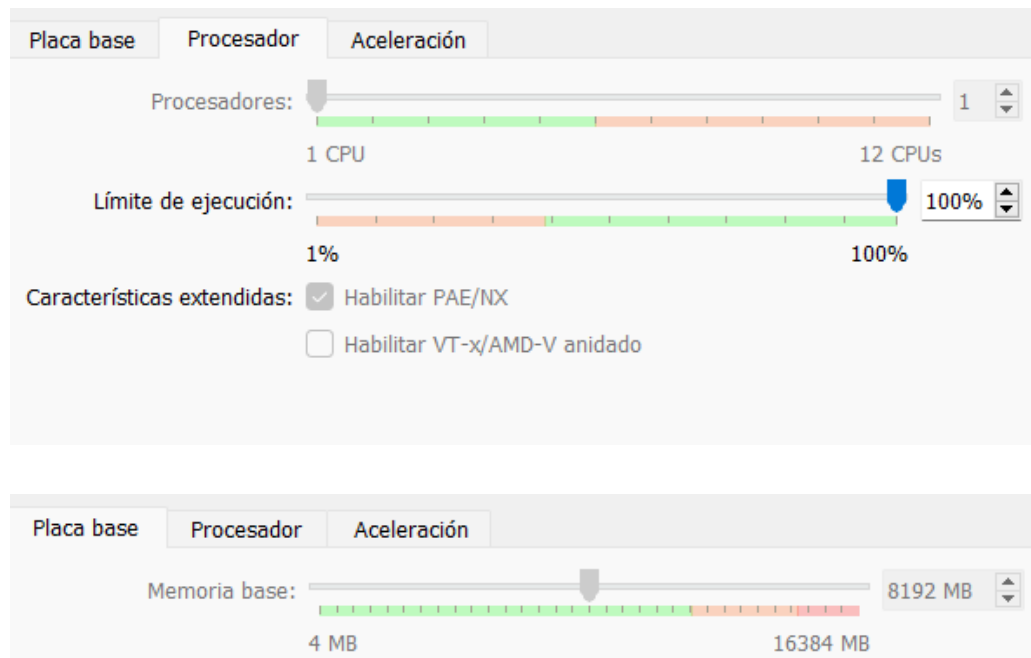 Placa base Procesador Aceleración
Procesadores: 1
1 CPU 12 CPUs
Límite de ejecución: 100%
1% 100%
Características extendidas: Habilitar PAE/NX
Habilitar VT-x/AMD-V anidado
Placa base Procesador Aceleración
Memoria base: 8192 MB
4 MB 16384 MB